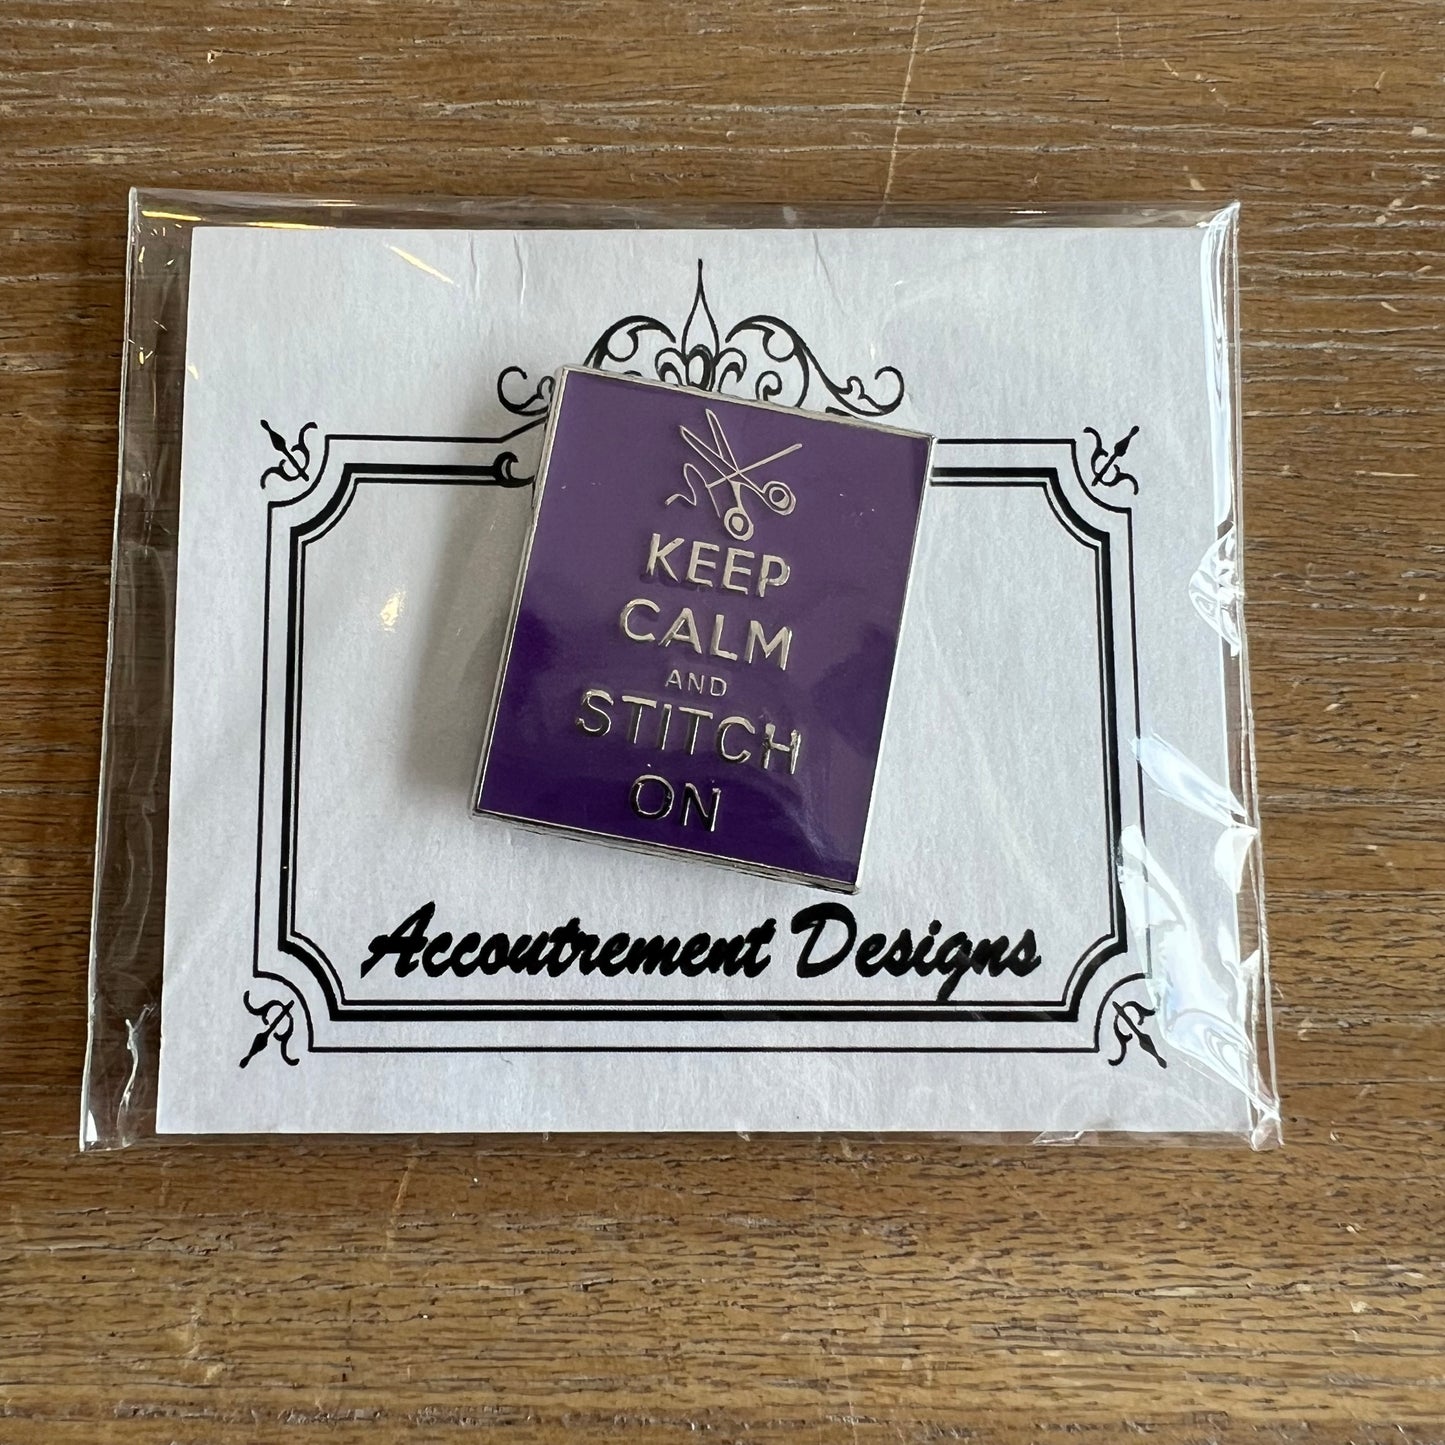 KEEP
CALM
AND
STITCH
ON
Accoutrement Designs